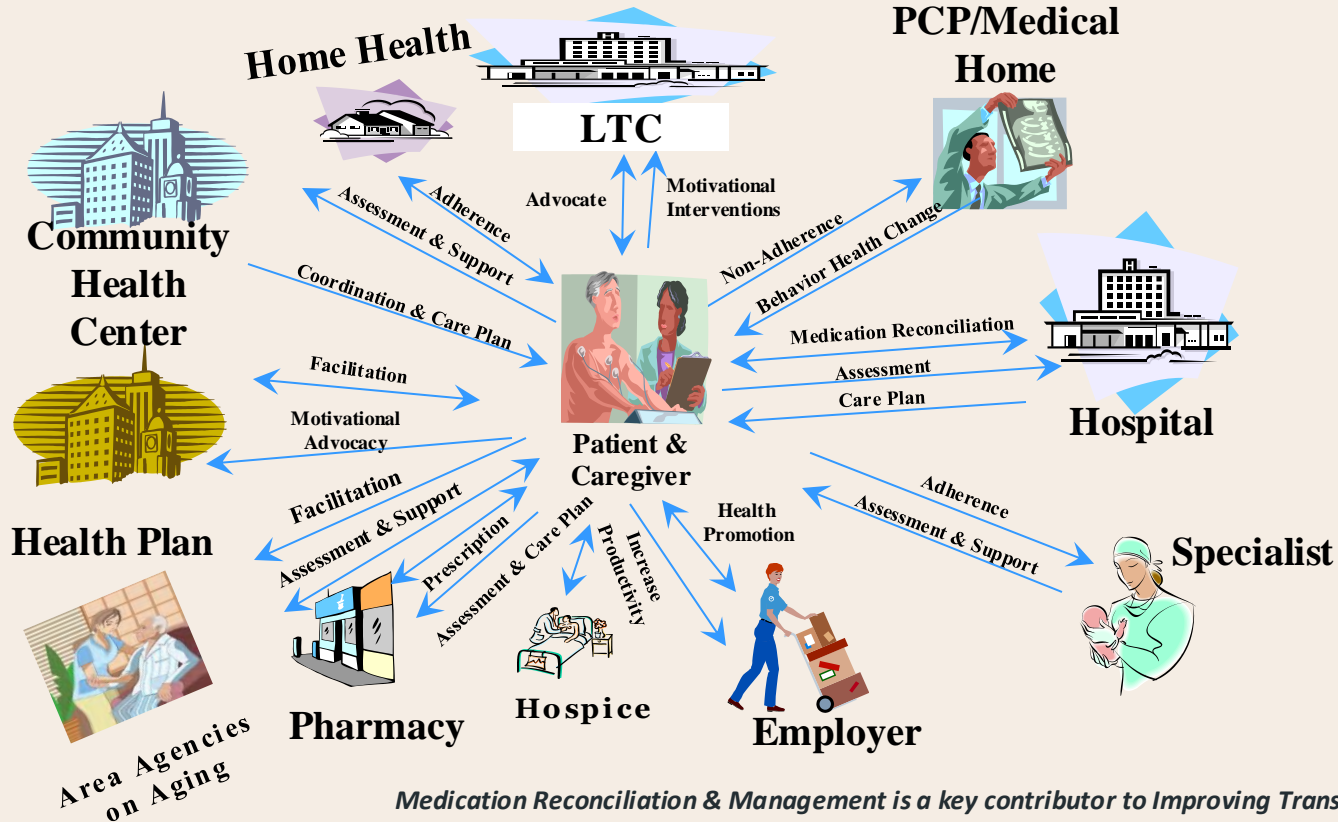 Home Health
LTC
PCP/Medical
Home
Community
Health
Center
Advocate
Motivational
Interventions
Adherence
Assessment & Support
Coordination & Care Plan
Non-Adherence
Behavior Health Change
Medication Reconciliation
Assessment
Care Plan
Hospital
Facilitation
Motivational
Advocacy
Patient &
Caregiver
Facilitation
Assessment & Support
Prescription
Assessment & Care Plan
Increase
Productivity
Health
Promotion
Adherence
Assessment & Support
Health Plan
Specialist
Pharmacy
Hospice
Employer
Area Agencies
on Aging
Medication Reconciliation & Management is a key contributor to Improving Trans